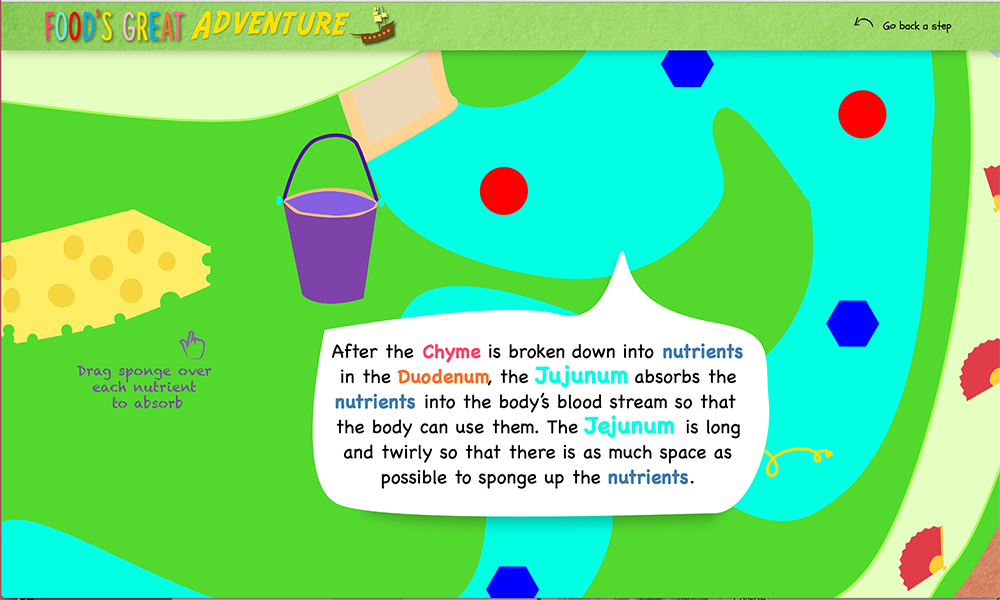 FOOD'S GREAT ADVENTURE
Go back a step
Drag sponge over
each nutrient
to absorb
After the Chyme is broken down into nutrients
in the Duodenum, the Jujunum absorbs the
nutrients into the body's blood stream so that
the body can use them. The Jejunum is long
and twirly so that there is as much space as
possible to sponge up the nutrients.